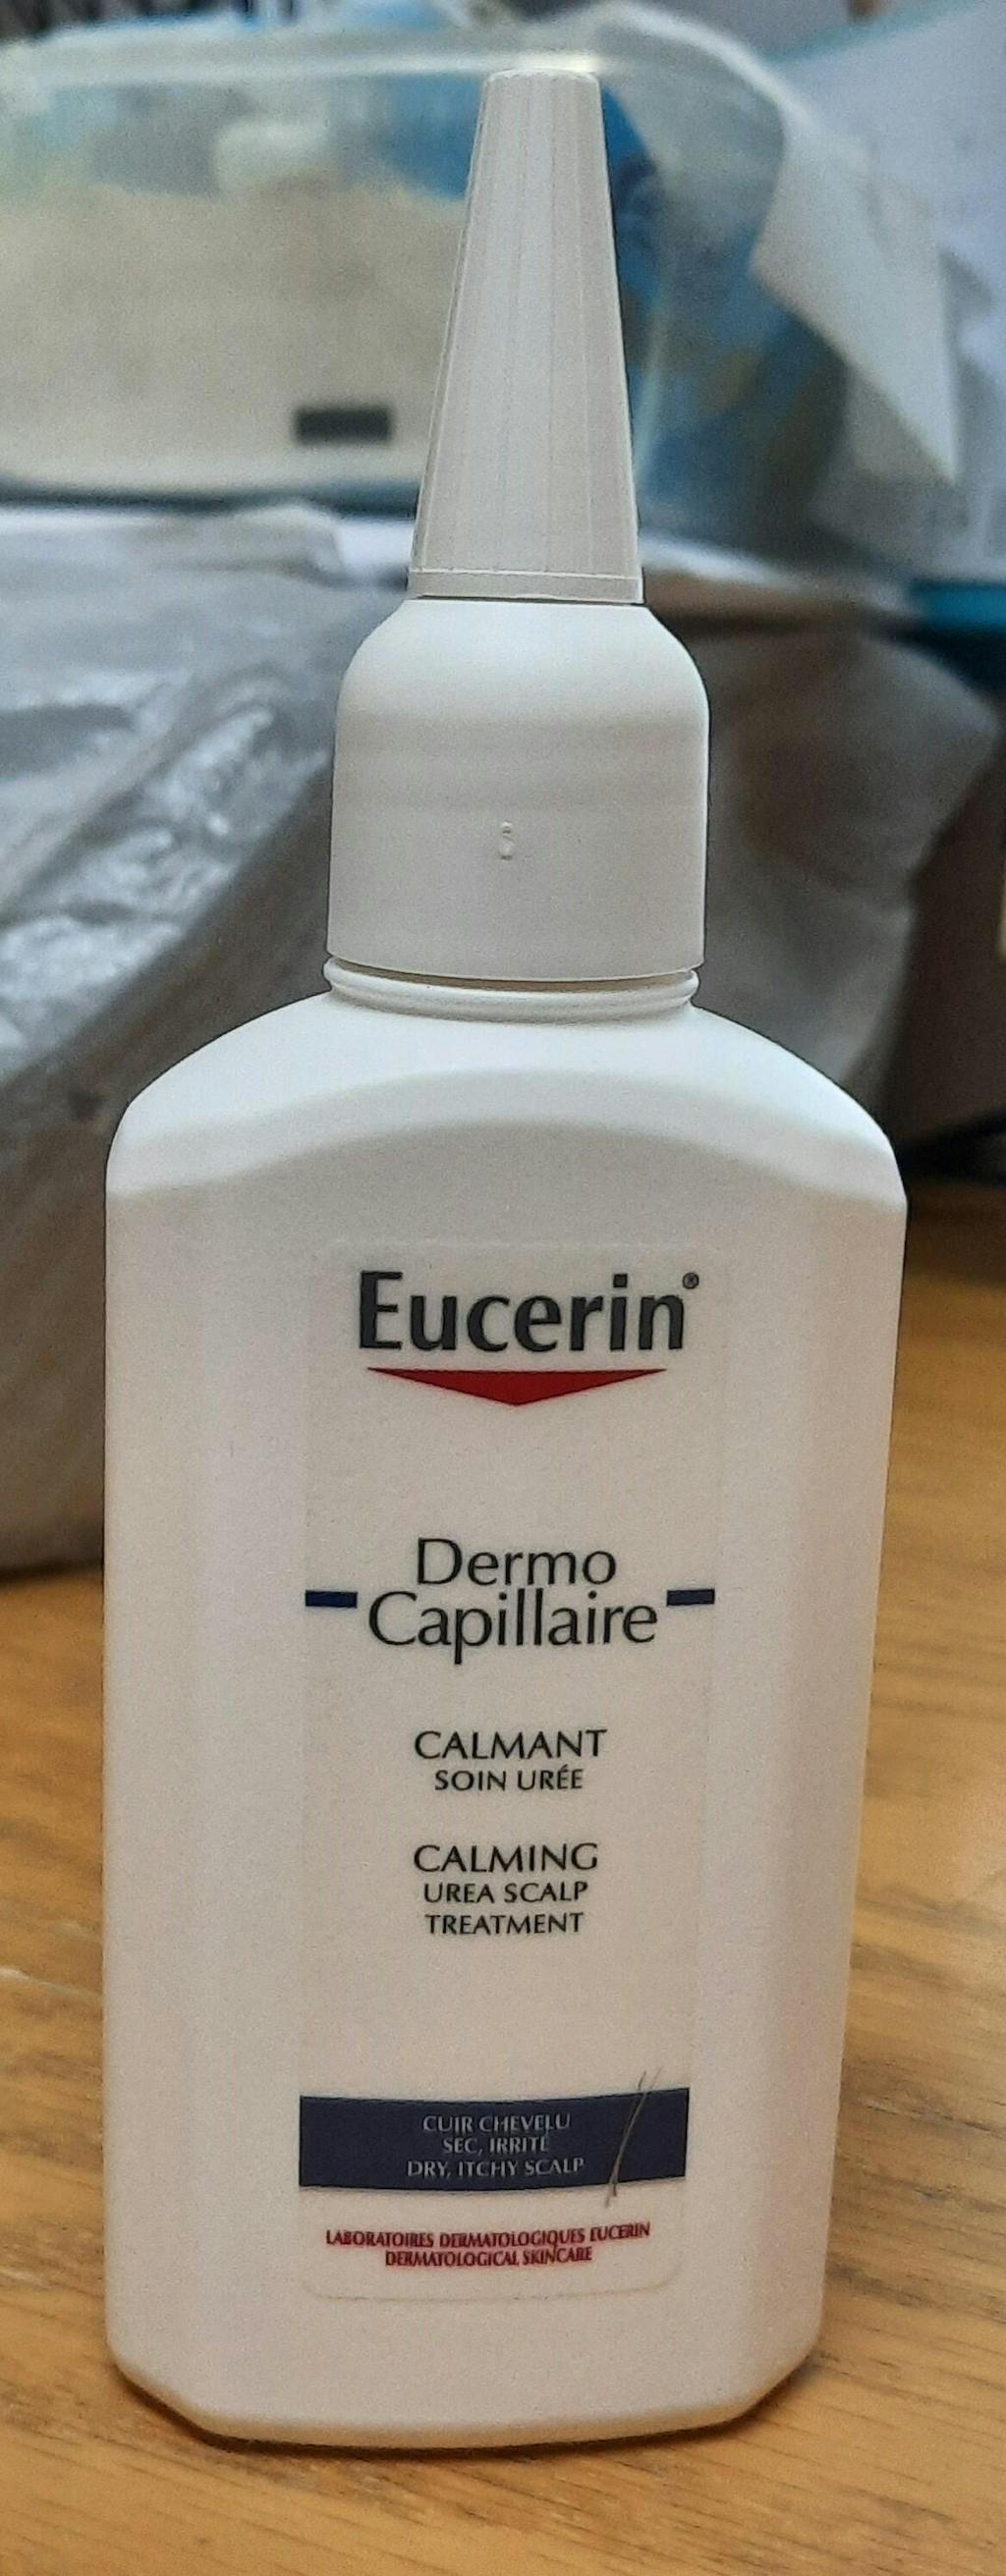 Eucerin®
Dermo
Capillaire
CALMANT
SOIN URÉE
CALMING
UREA SCALP
TREATMENT
CUIR CHEVELU
SEC, IRRITÉ
DRY, ITCHY SCALP
LABORATOIRES DERMATOLOGIQUES EUCERIN
DERMATOLOGICAL SKINCARE